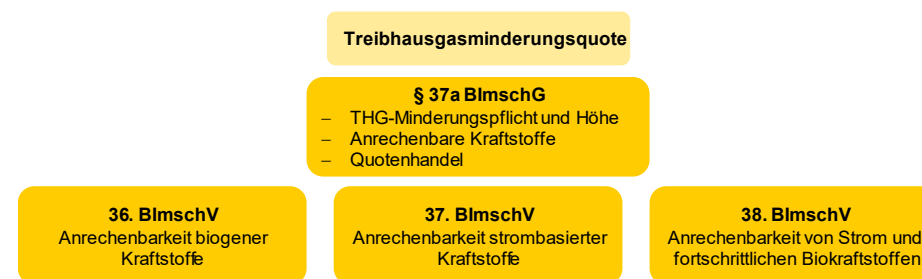 Treibhausgasminderungsquote
§ 37a BImschG
– THG-Minderungspflicht und Höhe
– Anrechenbare Kraftstoffe
– Quotenhandel
36. BImschV
Anrechenbarkeit biogener
Kraftstoffe
37. BImschV
Anrechenbarkeit strombasierter
Kraftstoffe
38. BImschV
Anrechenbarkeit von Strom und
fortschrittlichen Biokraftstoffen